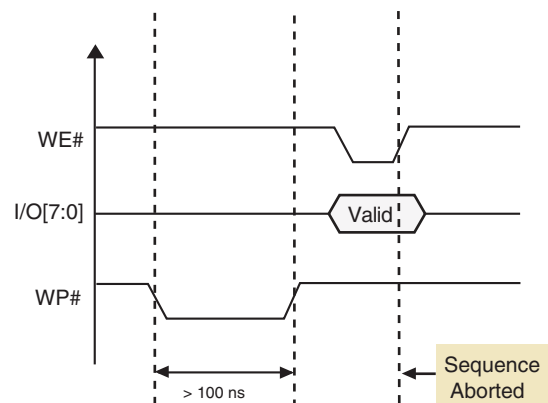 WE#
I/O[7:0]
Valid
WP#
> 100 ns
Sequence
Aborted